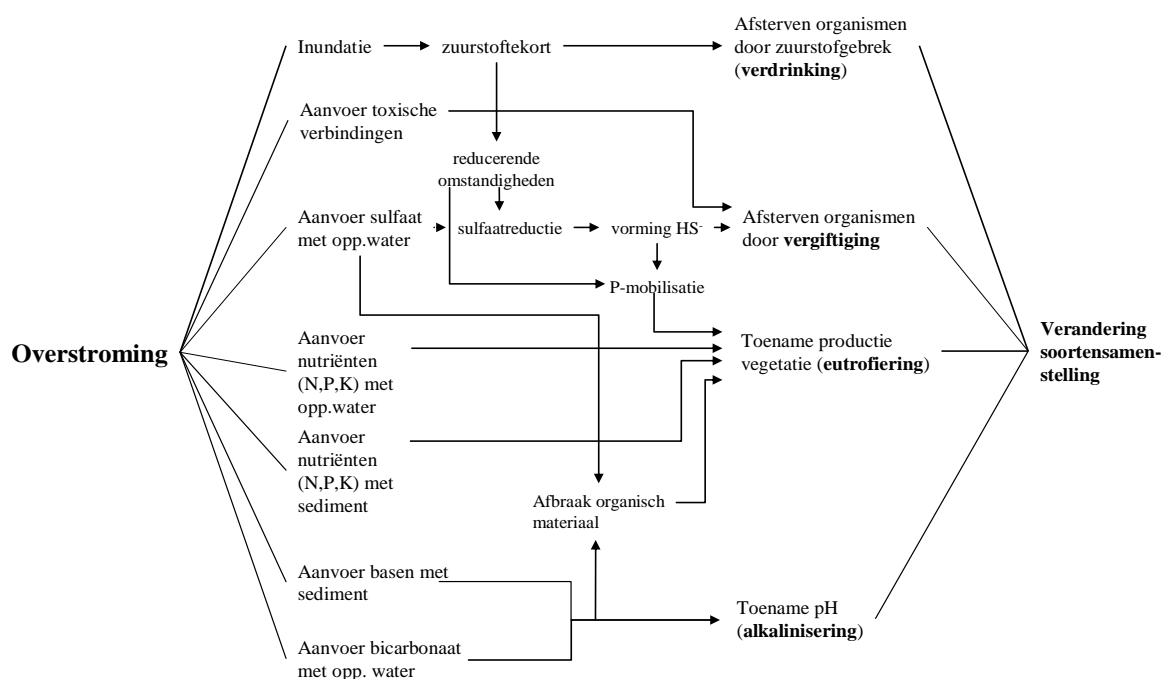 Overstroming
Inundatie
zuurstoftekort
Afsterven organismen
door zuurstofgebrek
(verdrinking)
Aanvoer toxische
verbindingen
reducerende
omstandigheden
Aanvoer sulfaat
met opp.water
sulfaatreductie
vorming HS-
Afsterven organismen
door vergiftiging
P-mobilisatie
Aanvoer
nutriënten
(N,P,K) met
opp.water
Toename productie
vegetatie (eutrofiering)
Verandering
soortensamen-
stelling
Aanvoer
nutriënten
(N,P,K) met
sediment
Afbraak organisch
materiaal
Aanvoer basen met
sediment
Toename pH
(alkalinisering)
Aanvoer bicarbonaat
met opp. water